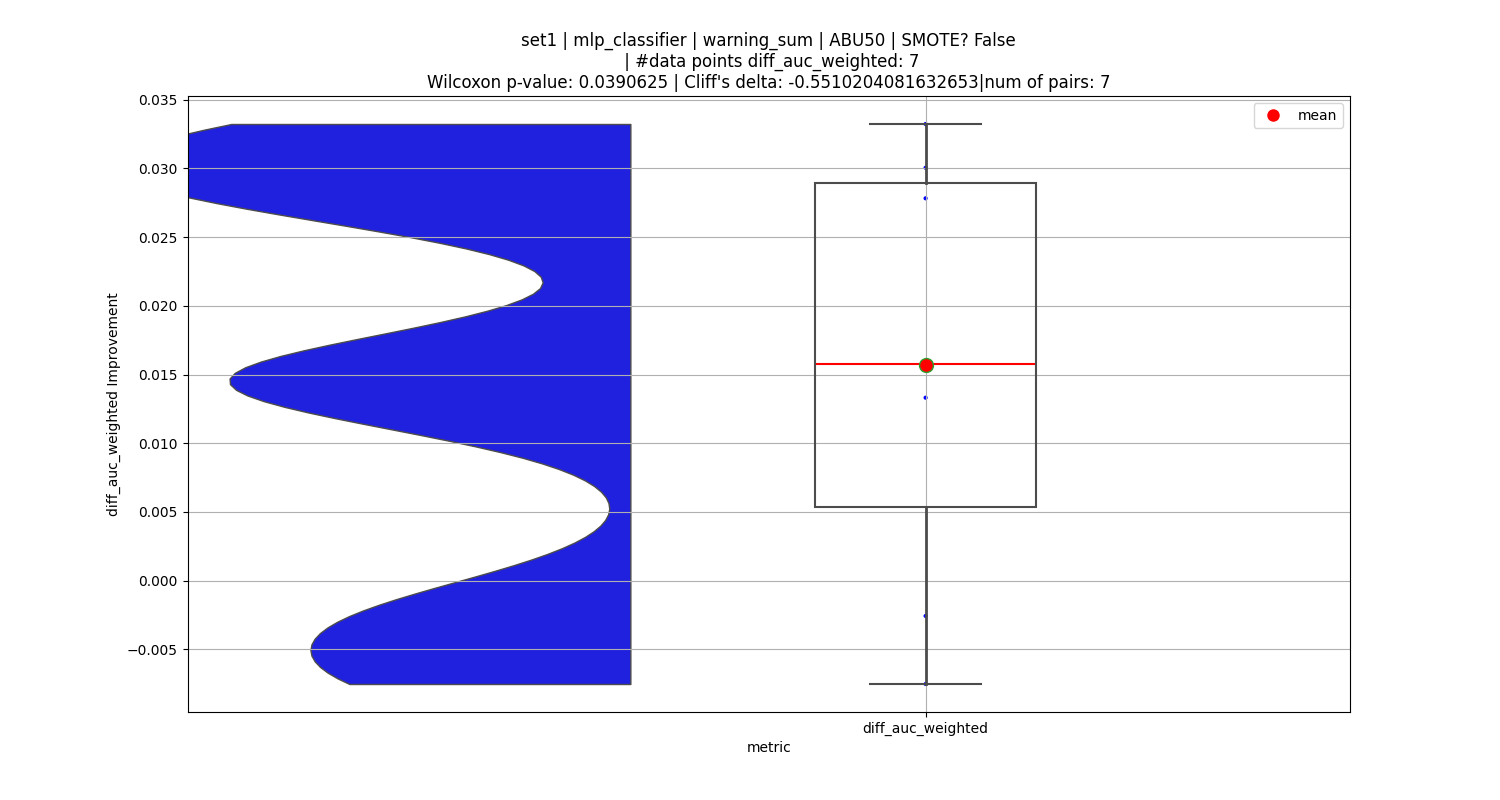 set1 | mlp_classifier | warning_sum | ABU50 | SMOTE? False
| #data points diff_auc_weighted: 7
Wilcoxon p-value: 0.0390625 | Cliff's delta: -0.5510204081632653|num of pairs: 7
mean
0.035
0.030
0.025
0.020
0.015
0.010
0.005
0.000
−0.005
diff_auc_weighted Improvement
diff_auc_weighted
metric